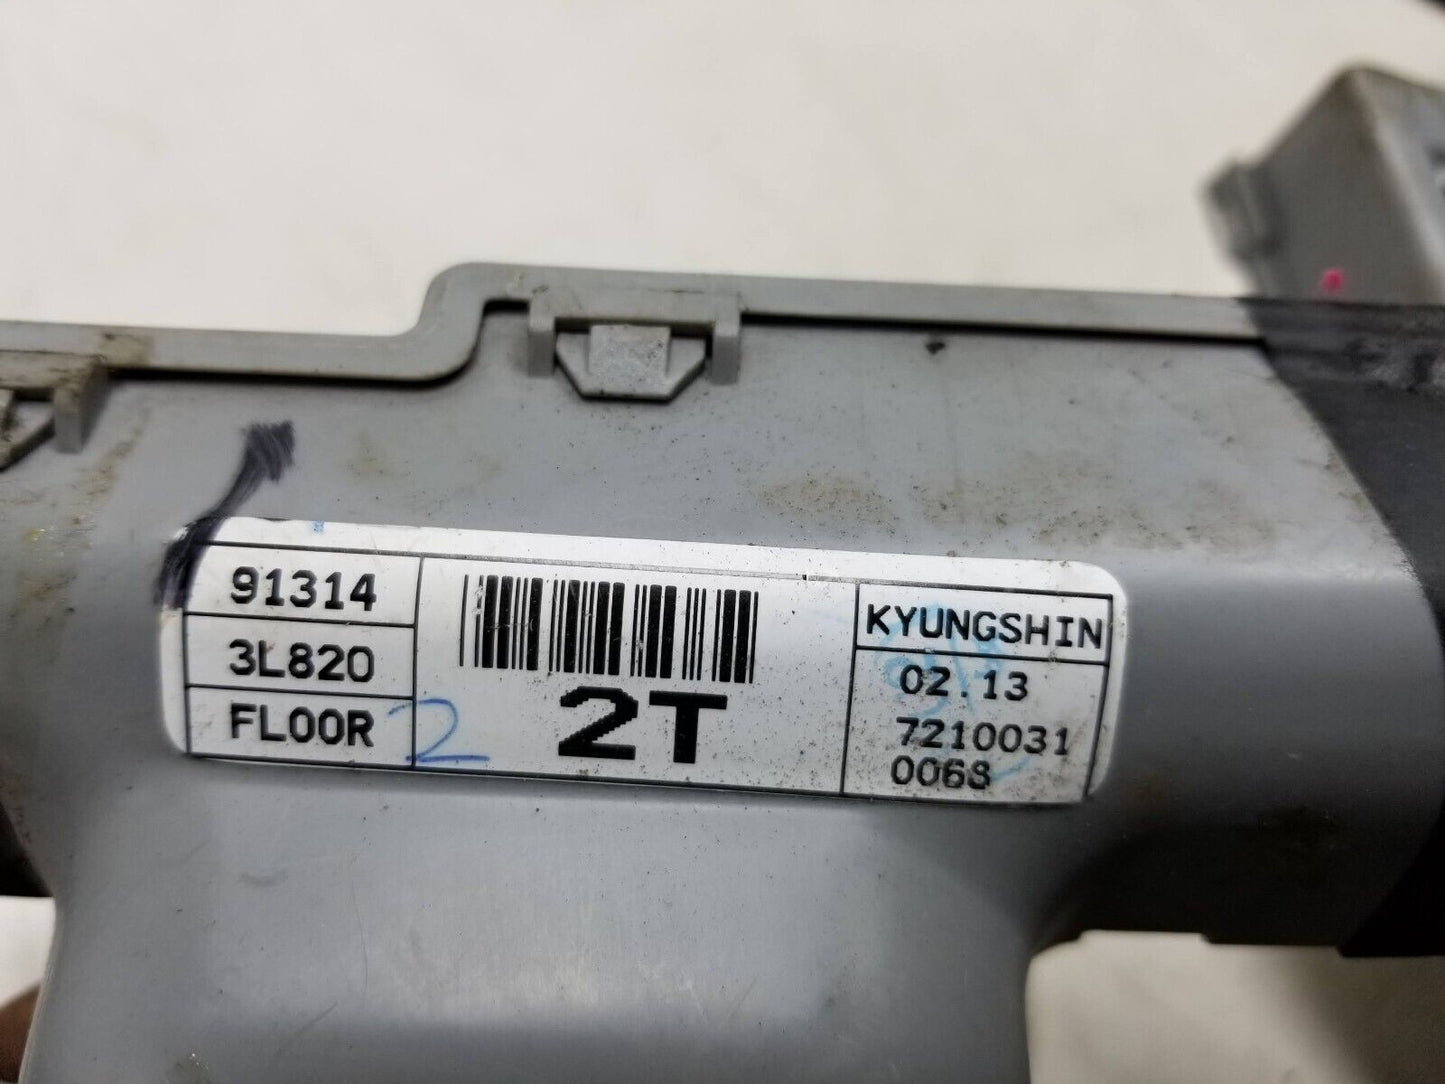 91314
3L820
FLOOR
2
2T
KYUNGSHIN
02.13
7210031
0068